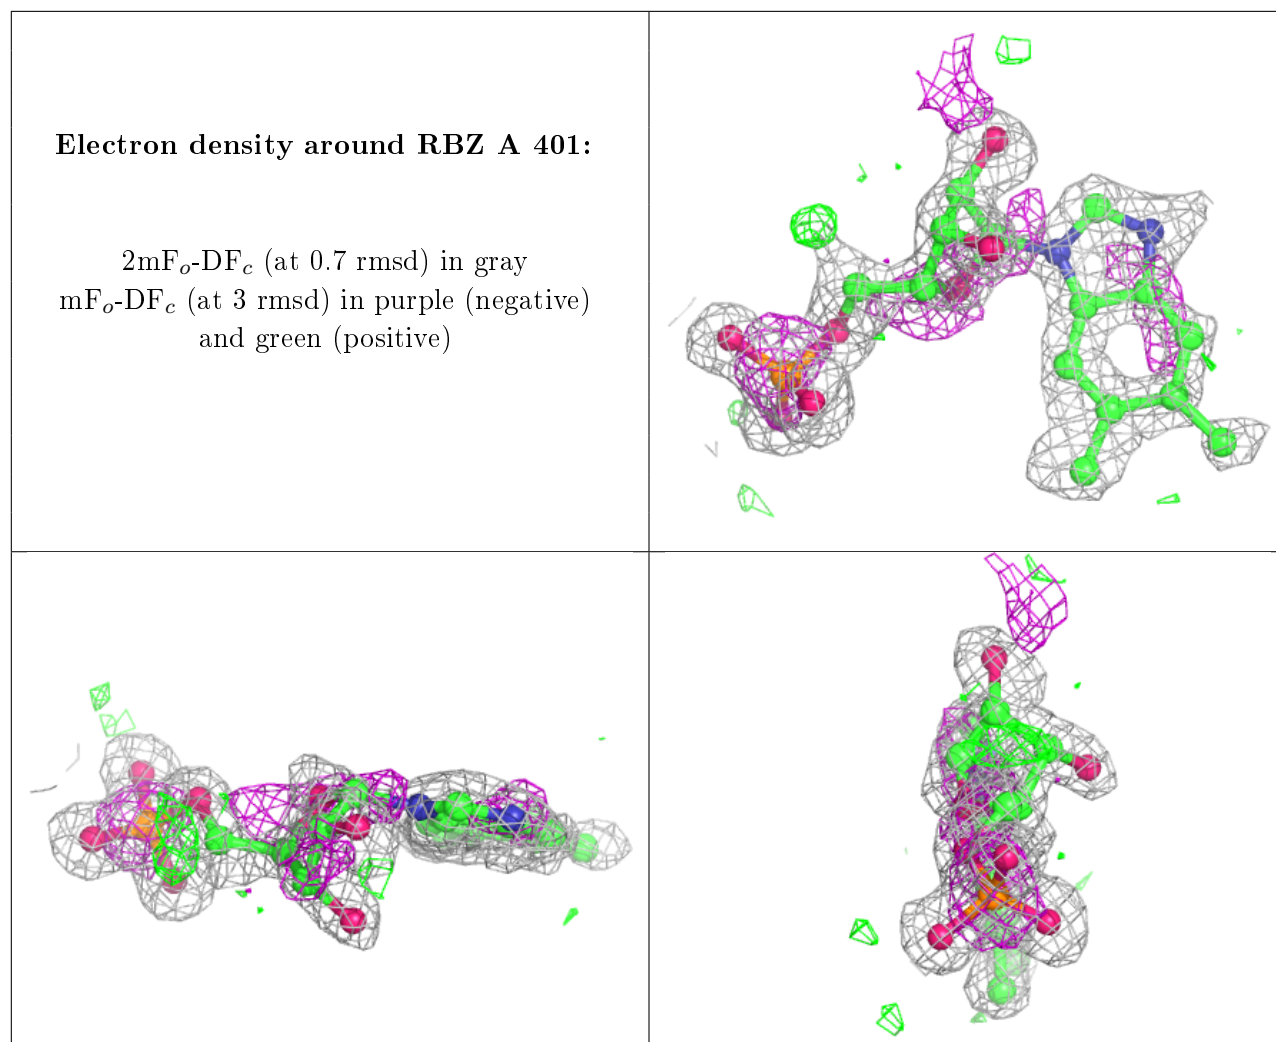 Electron density around RBZ A 401:
2mFo-DFc (at 0.7 rmsd) in gray
mFo-DFc (at 3 rmsd) in purple (negative)
and green (positive)